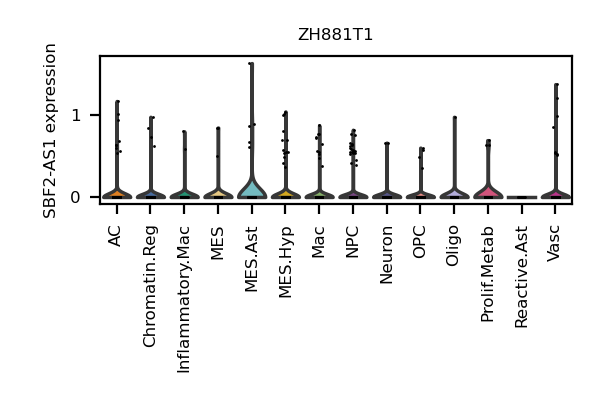 ZH881T1
SBF2-AS1 expression
1
0
AC
Chromatin.Reg
Inflammatory.Mac
MES
MES.Ast
MES.Hyp
Mac
NPC
Neuron
OPC
Oligo
Prolif.Metab
Reactive.Ast
Vasc